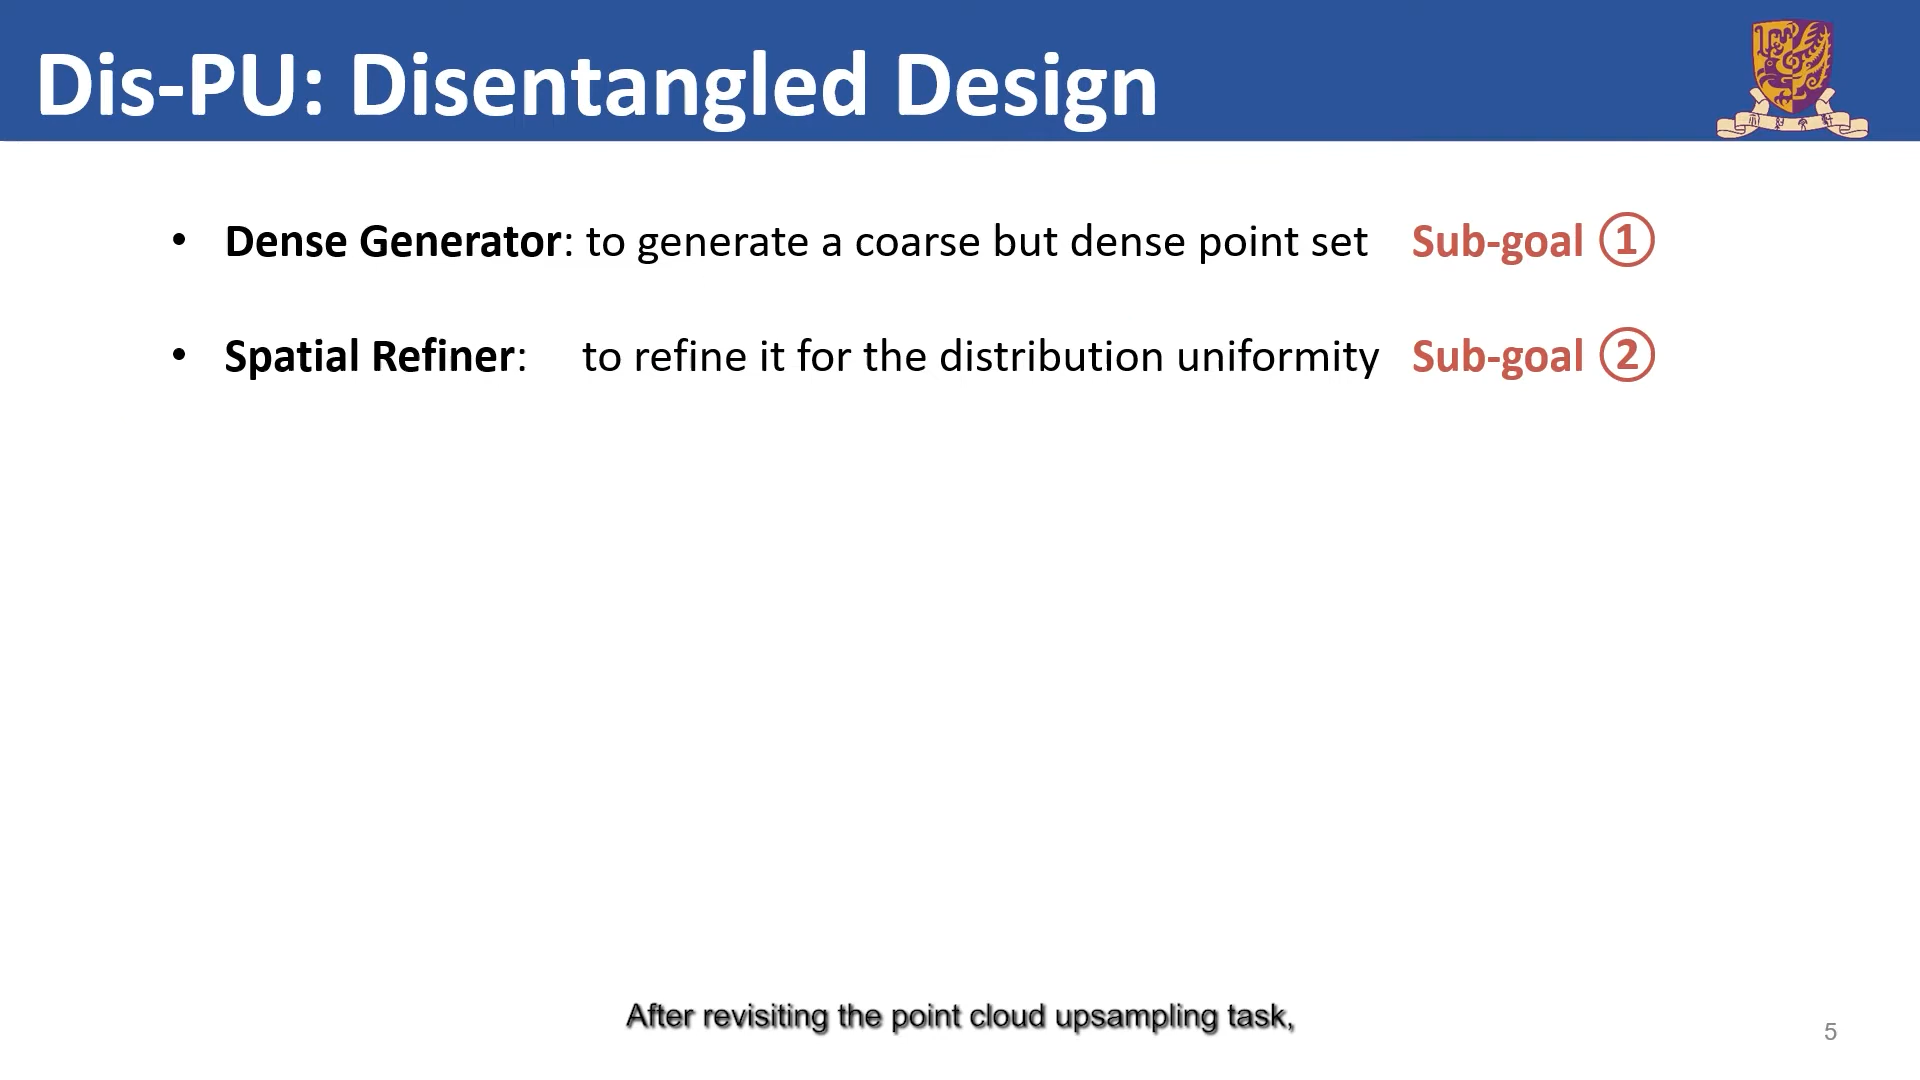 Dis-PU: Disentangled Design
• Dense Generator: to generate a coarse but dense point set Sub-goal ①
• Spatial Refiner: to refine it for the distribution uniformity Sub-goal ②
After revisiting the point cloud upsampling task,
5